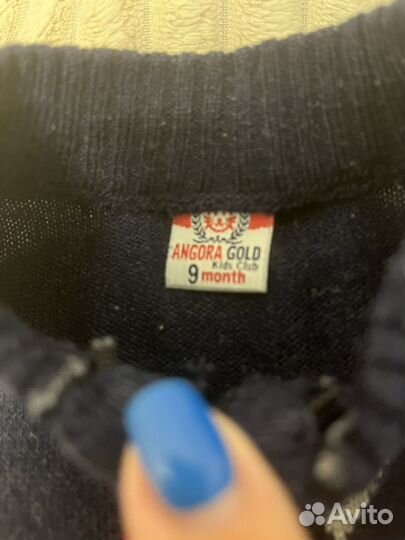 ANGORA GOLD
Kids Club
9 month
Avito